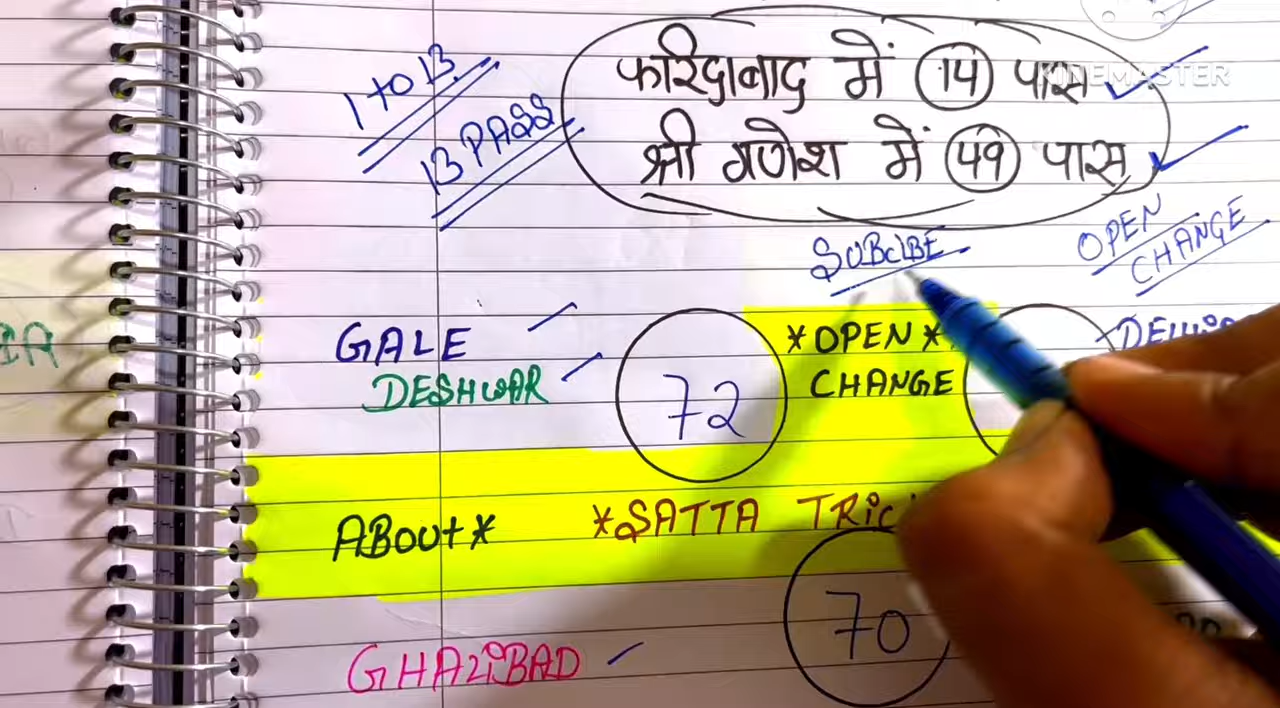 1 to 13
13 PASS
फरिदाबाद में 14 पास
श्री गणेश में 49 पास
KINEMASTER
SUBCIBE
OPEN
CHANGE
GALE
DESHWAR
72
*OPEN*
CHANGE
ABOUT*
*SATTA
GHAZIBAD
70